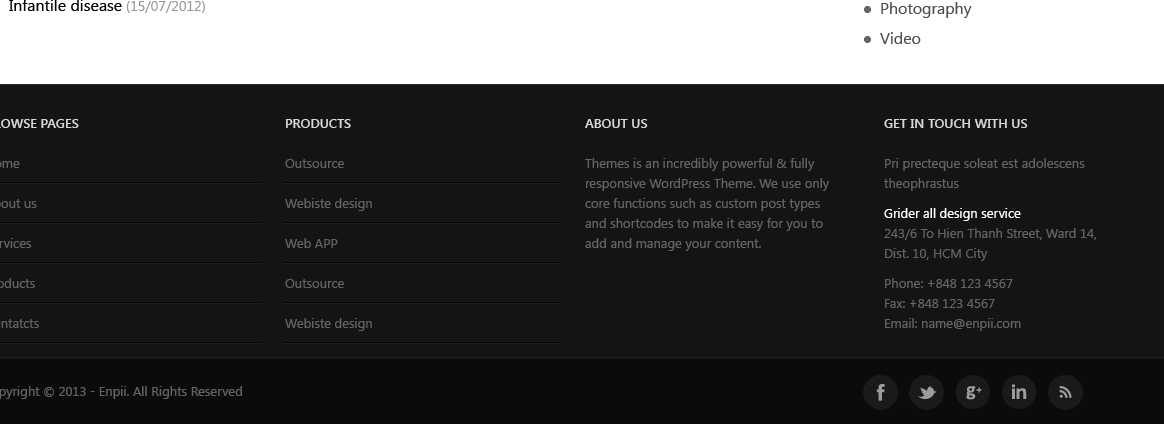 Infantile disease (15/07/2012)
Photography
Video
OWSE PAGES
ome
out us
rvices
oducts
ntatcts
PRODUCTS
Outsource
Webiste design
Web APP
Outsource
Webiste design
ABOUT US
Themes is an incredibly powerful & fully
responsive WordPress Theme. We use only
core functions such as custom post types
and shortcodes to make it easy for you to
add and manage your content.
GET IN TOUCH WITH US
Pri precteque soleat est adolescens
theophrastus
Grider all design service
243/6 To Hien Thanh Street, Ward 14,
Dist. 10, HCM City
Phone: +848 123 4567
Fax: +848 123 4567
Email: name@enpii.com
pyright © 2013 - Enpii. All Rights Reserved